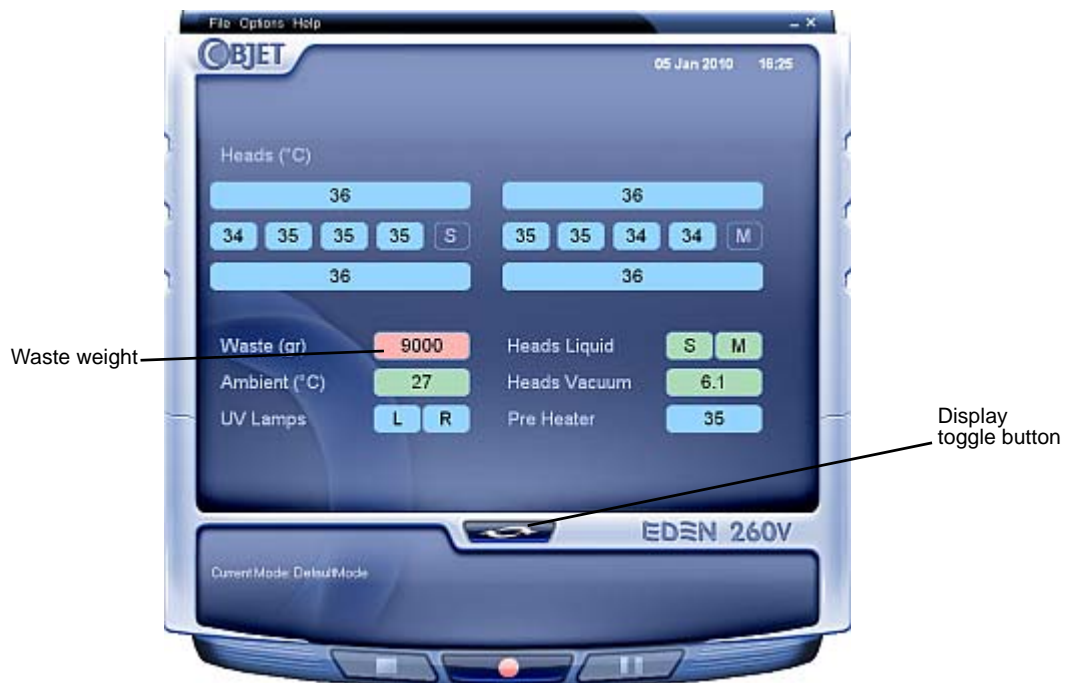 File Options Help
OBJET
05 Jan 2010 16:25
Heads (°C)
36 36
34 35 35 35 S 35 35 34 34 M
36 36
Waste weight
Waste (gr) 9000 Heads Liquid S M
Ambient (°C) 27 Heads Vacuum 6.1
UV Lamps L R Pre Heater 35
Display
toggle button
EDEN 260V
Current Mode: DefaultMode